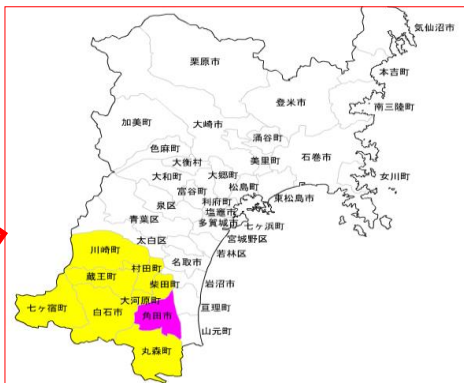 気仙沼市
栗原市
本吉町
登米市
南三陸町
加美町
大崎市
涌谷町
色麻町
美里町
石巻市
大衡村
女川町
大和町
大郷町
富谷町
松島町
利府町
東松島市
泉区
塩竈市
多賀城市
七ヶ浜町
青葉区
宮城野区
太白区
若林区
川崎町
名取市
村田町
蔵王町
柴田町
岩沼市
大河原町
七ヶ宿町
白石市
角田市
亘理町
山元町
丸森町